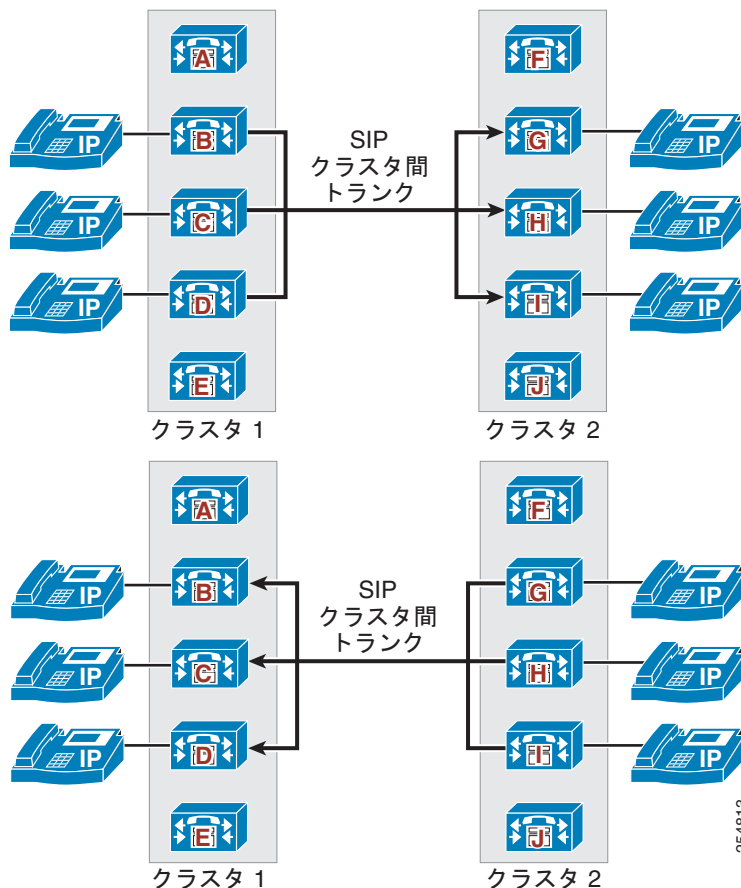 A F
IP B SIP G IP
クラスタ間
トランク
IP C H IP
IP D I IP
E J
クラスタ 1 クラスタ 2
A F
IP B SIP G IP
クラスタ間
トランク
IP C H IP
IP D I IP
E J
クラスタ 1 クラスタ 2